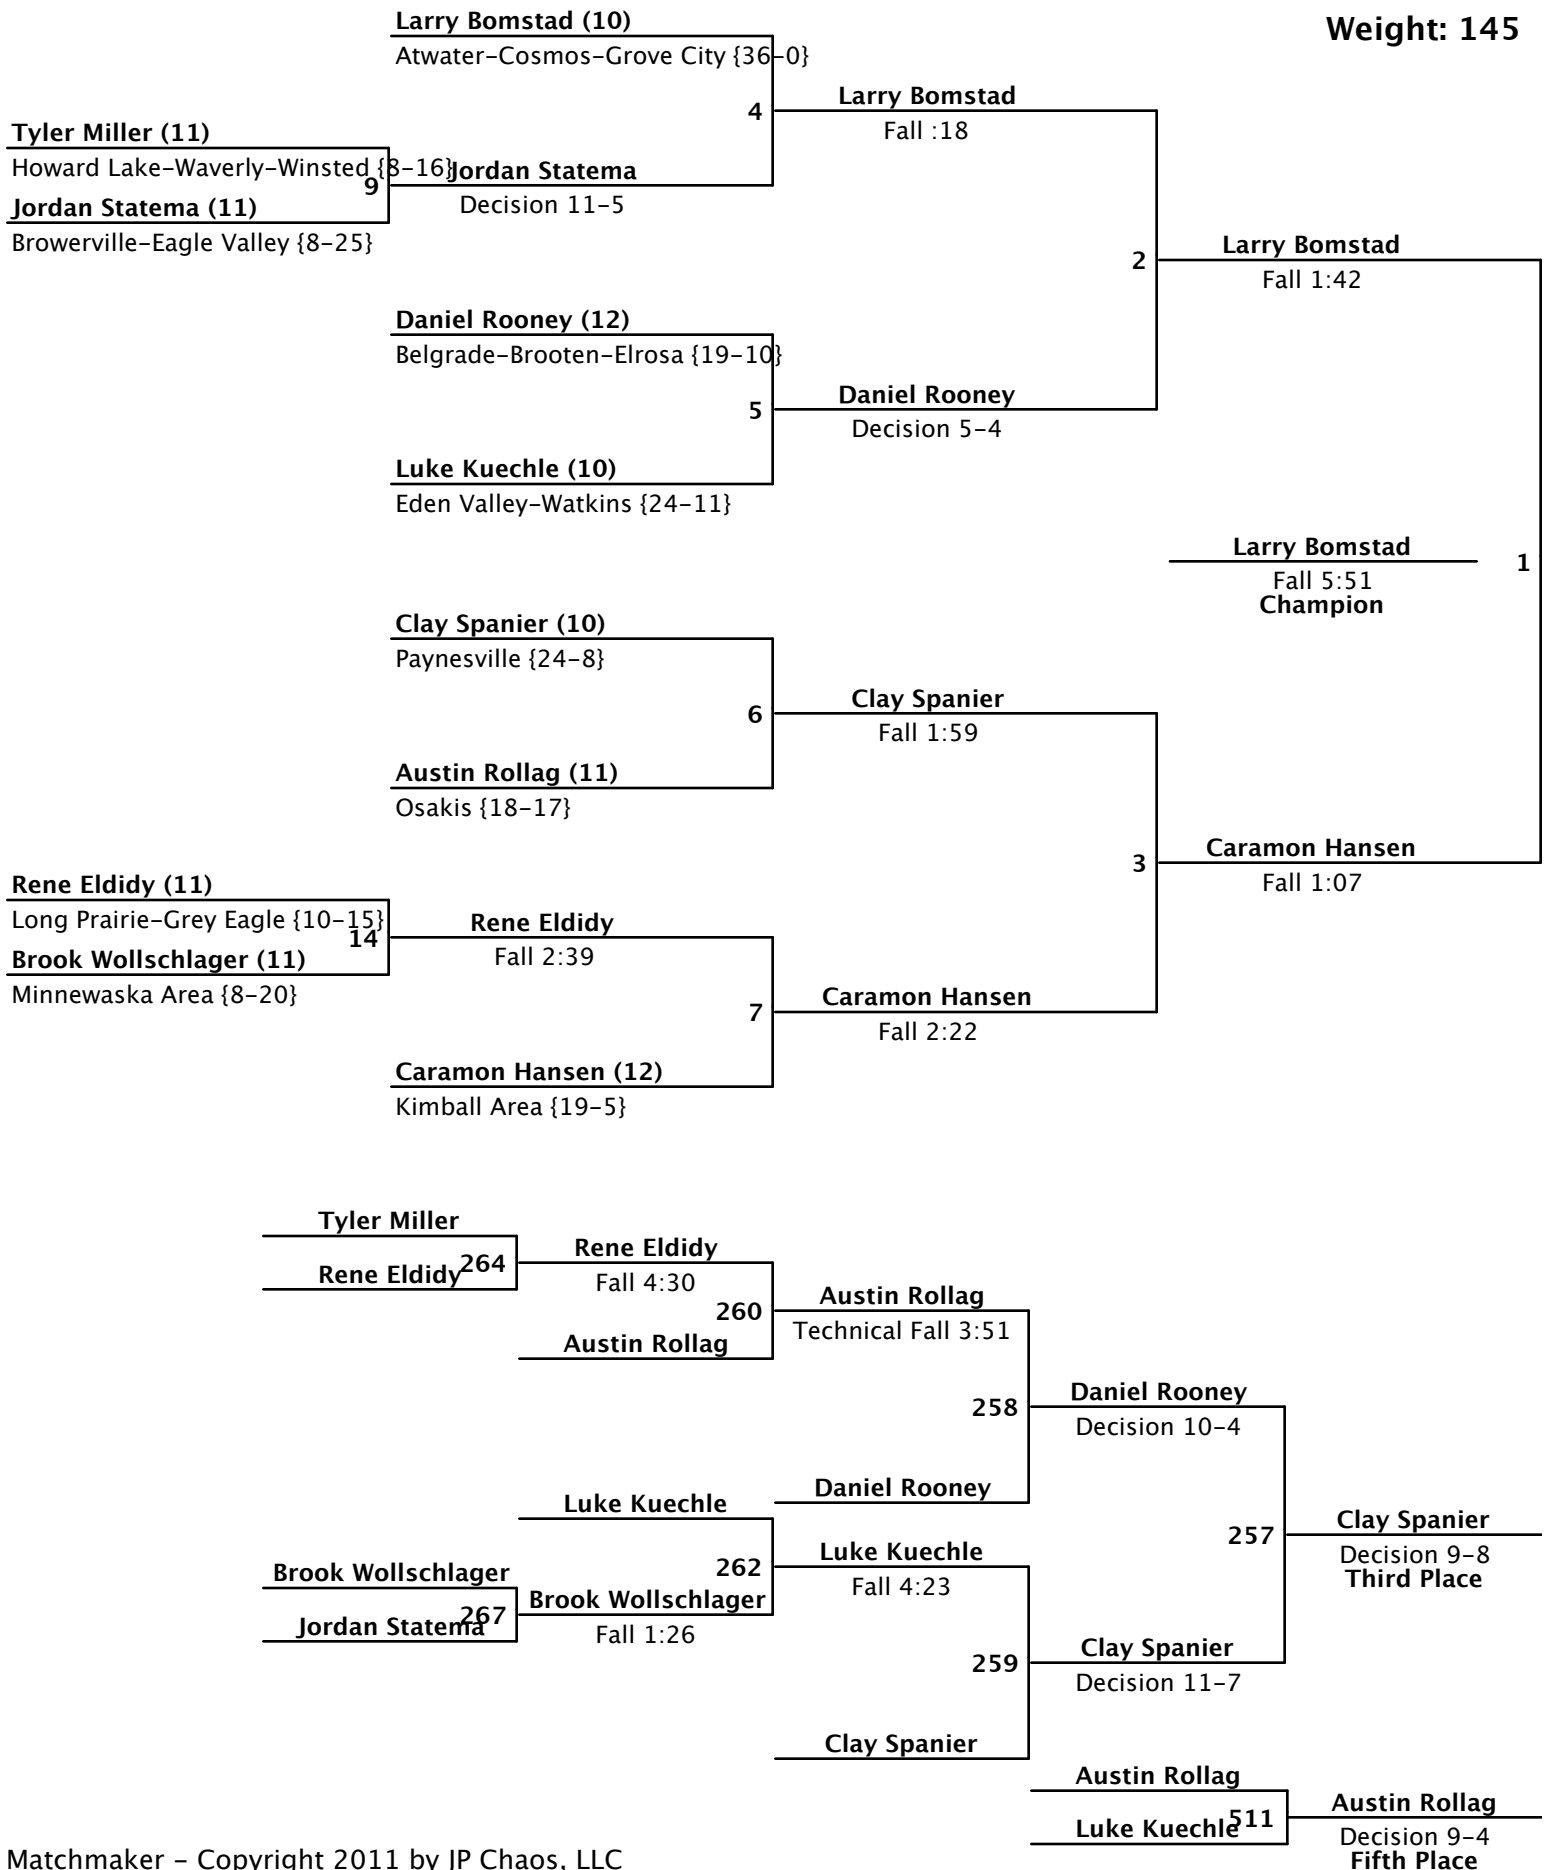 Weight: 145
Larry Bomstad (10)
Atwater-Cosmos-Grove City {36-0}
4
Larry Bomstad
Fall :18
Tyler Miller (11)
Howard Lake-Waverly-Winsted {8-16}
9
Jordan Statema
Decision 11-5
Jordan Statema (11)
Browerville-Eagle Valley {8-25}
2
Larry Bomstad
Fall 1:42
Daniel Rooney (12)
Belgrade-Brooten-Elrosa {19-10}
5
Daniel Rooney
Decision 5-4
Luke Kuechle (10)
Eden Valley-Watkins {24-11}
Larry Bomstad
1
Fall 5:51
Champion
Clay Spanier (10)
Paynesville {24-8}
6
Clay Spanier
Fall 1:59
Austin Rollag (11)
Osakis {18-17}
3
Caramon Hansen
Fall 1:07
Rene Eldidy (11)
Long Prairie-Grey Eagle {10-15}
14
Rene Eldidy
Fall 2:39
Brook Wollschlager (11)
Minnewaska Area {8-20}
7
Caramon Hansen
Fall 2:22
Caramon Hansen (12)
Kimball Area {19-5}
Tyler Miller
264
Rene Eldidy
Rene Eldidy
Fall 4:30
260
Austin Rollag
Austin Rollag
Technical Fall 3:51
258
Daniel Rooney
Decision 10-4
Daniel Rooney
Luke Kuechle
257
Clay Spanier
Decision 9-8
Third Place
262
Luke Kuechle
Fall 4:23
Brook Wollschlager
267
Jordan Statema
Brook Wollschlager
Fall 1:26
259
Clay Spanier
Decision 11-7
Clay Spanier
Austin Rollag
511
Luke Kuechle
Austin Rollag
Decision 9-4
Fifth Place
Matchmaker - Copyright 2011 by JP Chaos, LLC